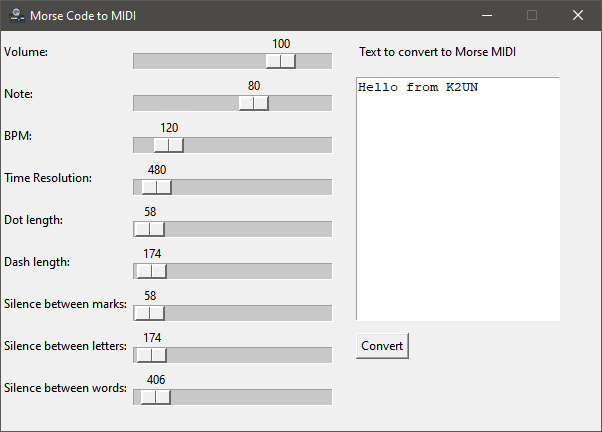 Morse Code to MIDI
Volume:
100
Note:
80
BPM:
120
Time Resolution:
480
Dot length:
58
Dash length:
174
Silence between marks:
58
Silence between letters:
174
Silence between words:
406
Text to convert to Morse MIDI
Hello from K2UN
Convert